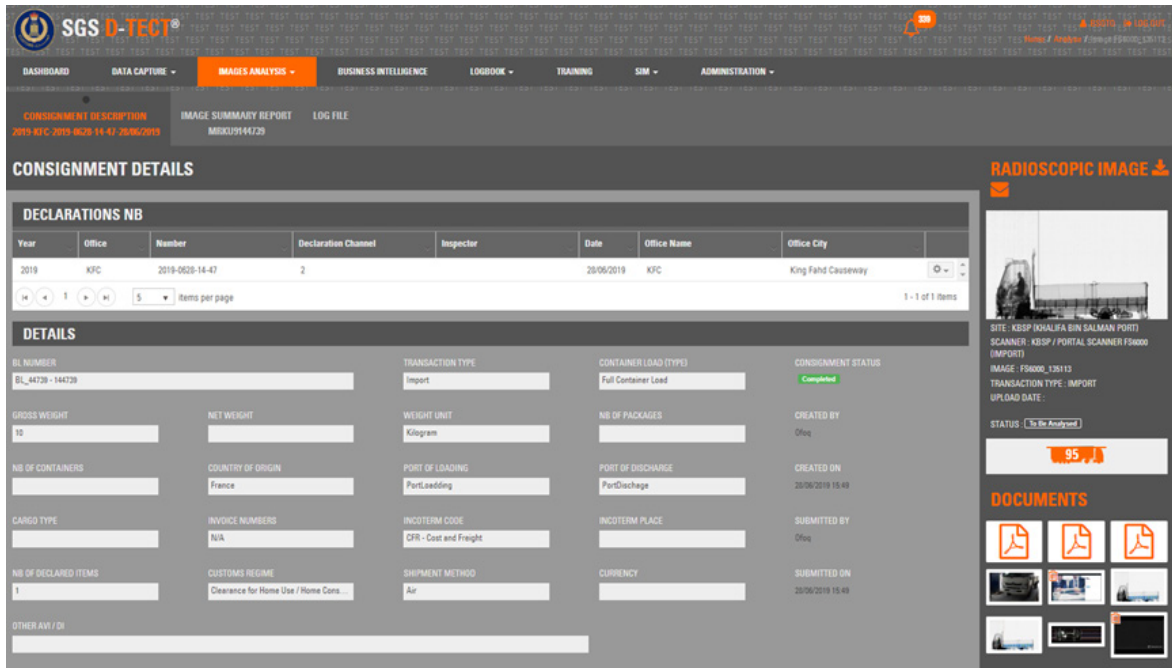 SGS D-TECT®
320
LOG OUT
Home / Analysis / Image(FS6000_135113)
DASHBOARD DATA CAPTURE IMAGES ANALYSIS BUSINESS INTELLIGENCE LOGBOOK TRAINING SIM ADMINISTRATION
CONSIGNMENT DESCRIPTION IMAGE SUMMARY REPORT LOG FILE
2019-KFC-2019-0628-14-47-28/06/2019 MRKU9144739
CONSIGNMENT DETAILS
DECLARATIONS NB
Year Office Number Declaration Channel Inspector Date Office Name Office City
2019 KFC 2019-0628-14-47 2 28/06/2019 KFC King Fahd Causeway
1 5 items per page 1 - 1 of 1 items
DETAILS
BL NUMBER TRANSACTION TYPE CONTAINER LOAD (TYPE) CONSIGNMENT STATUS
BL_44739 - 144739 Import Full Container Load Completed
GROSS WEIGHT NET WEIGHT WEIGHT UNIT NB OF PACKAGES CREATED BY
10 Kilogram Ofoq
NB OF CONTAINERS COUNTRY OF ORIGIN PORT OF LOADING PORT OF DISCHARGE CREATED ON
France PortLoadding PortDischage 28/06/2019 15:49
CARGO TYPE INVOICE NUMBERS INCOTERM CODE INCOTERM PLACE SUBMITTED BY
N/A CFR - Cost and Freight Ofoq
NB OF DECLARED ITEMS CUSTOMS REGIME SHIPMENT METHOD CURRENCY SUBMITTED ON
1 Clearance for Home Use / Home Cons... Air 28/06/2019 15:49
OTHER AVI / DI
RADIOSCOPIC IMAGE
SITE : KBSP (KHALIFA BIN SALMAN PORT)
SCANNER : KBSP / PORTAL SCANNER FS6000
(IMPORT)
IMAGE : FS6000_135113
TRANSACTION TYPE : IMPORT
UPLOAD DATE :
STATUS : To Be Analysed
95
DOCUMENTS